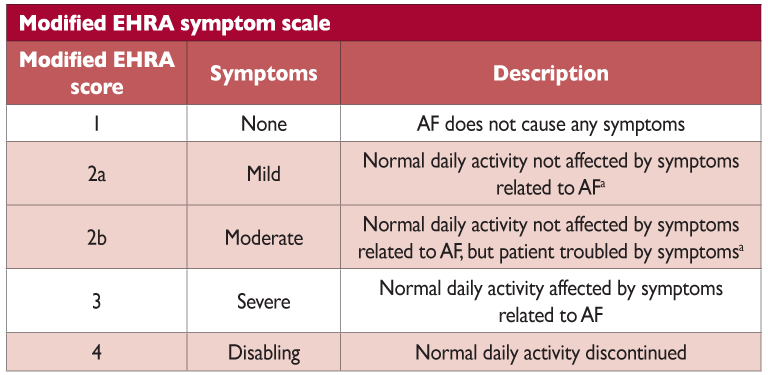 Modified EHRA symptom scale
Modified EHRA
score
Symptoms
Description
1
None
AF does not cause any symptoms
2a
Mild
Normal daily activity not affected by symptoms
related to AFᵃ
2b
Moderate
Normal daily activity not affected by symptoms
related to AF, but patient troubled by symptomsᵃ
3
Severe
Normal daily activity affected by symptoms
related to AF
4
Disabling
Normal daily activity discontinued